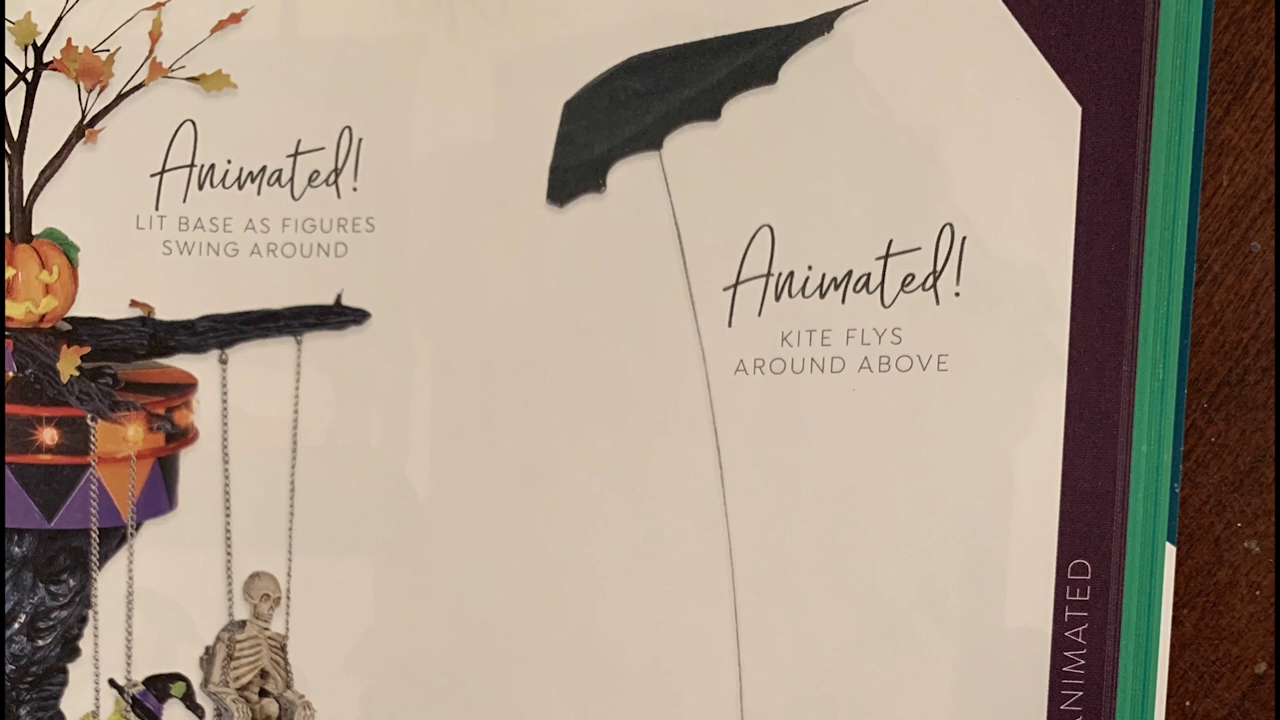 Animated!
LIT BASE AS FIGURES
SWING AROUND
Animated!
KITE FLYS
AROUND ABOVE
ANIMATED